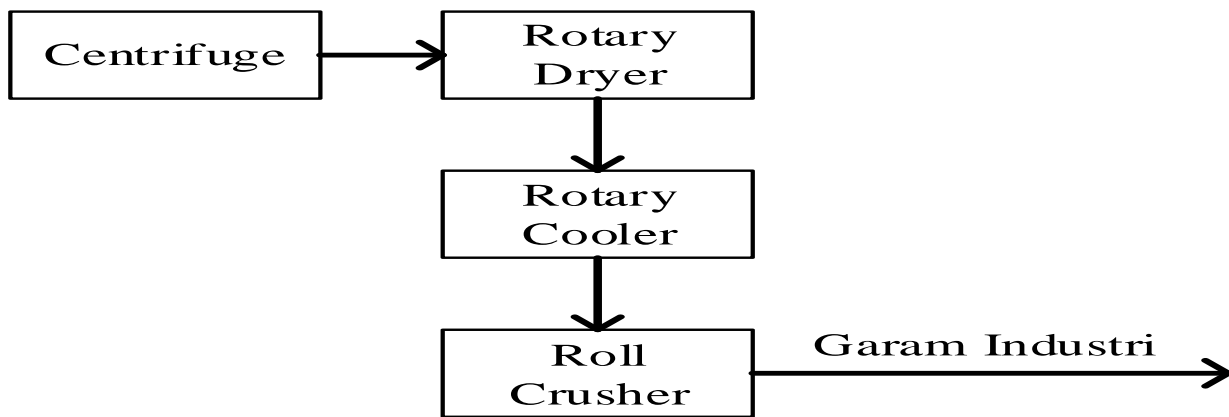 Centrifuge
Rotary
Dryer
Rotary
Cooler
Roll
Crusher
Garam Industri